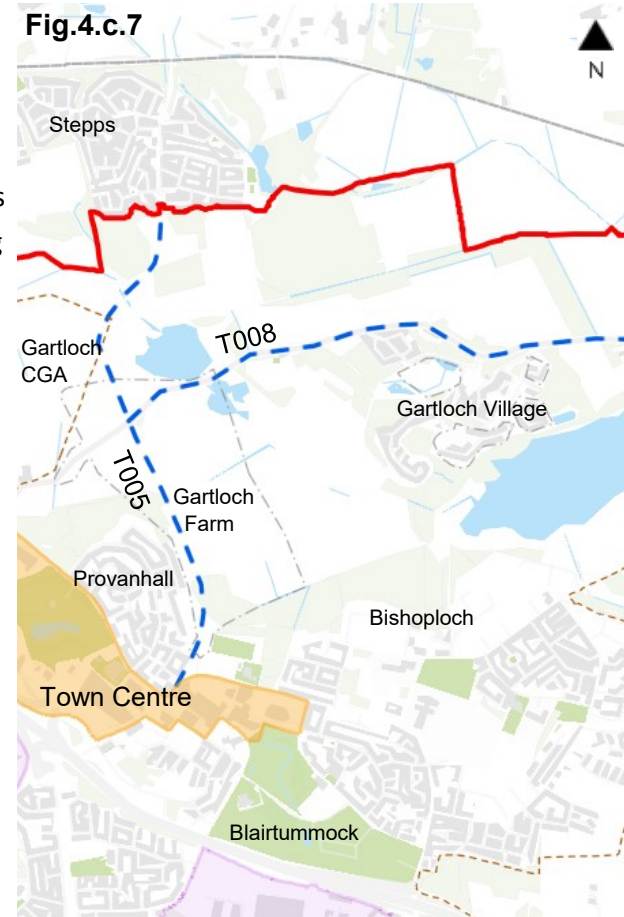 Fig.4.c.7
N
Stepps
s
g
T008
Gartloch
CGA
Gartloch Village
T005
Gartloch
Farm
Provanhall
Bishoploch
Town Centre
Blairtummock